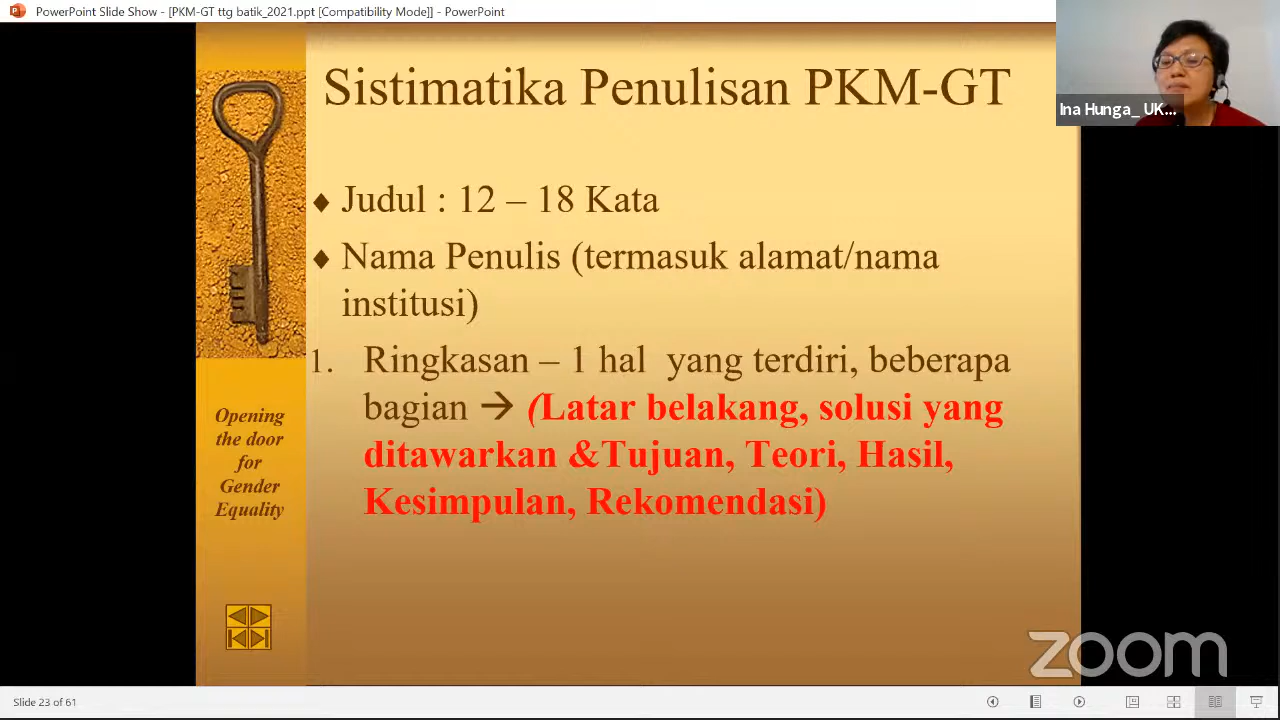 PowerPoint Slide Show - [PKM-GT ttg batik_2021.ppt [Compatibility Mode]] - PowerPoint
Ina Hunga_ UK...
Sistimatika Penulisan PKM-GT
♦ Judul : 12 – 18 Kata
♦ Nama Penulis (termasuk alamat/nama
institusi)
1. Ringkasan – 1 hal yang terdiri, beberapa
bagian → (Latar belakang, solusi yang
ditawarkan &Tujuan, Teori, Hasil,
Kesimpulan, Rekomendasi)
Opening
the door
for
Gender
Equality
zoom
Slide 23 of 61